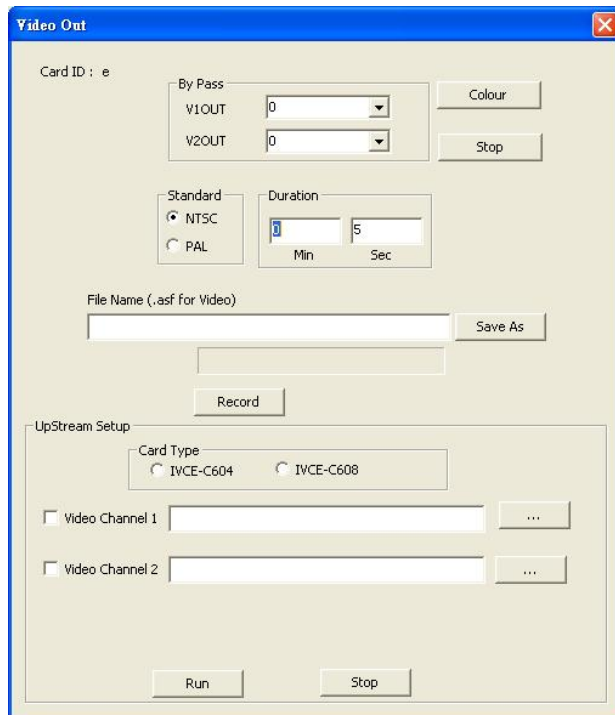 Video Out
Card ID : e
By Pass
V1OUT 0
V2OUT 0
Colour
Stop
Standard
NTSC
PAL
Duration
0 5
Min Sec
File Name (.asf for Video)
Save As
Record
UpStream Setup
Card Type
IVCE-C604 IVCE-C608
Video Channel 1 ...
Video Channel 2 ...
Run Stop